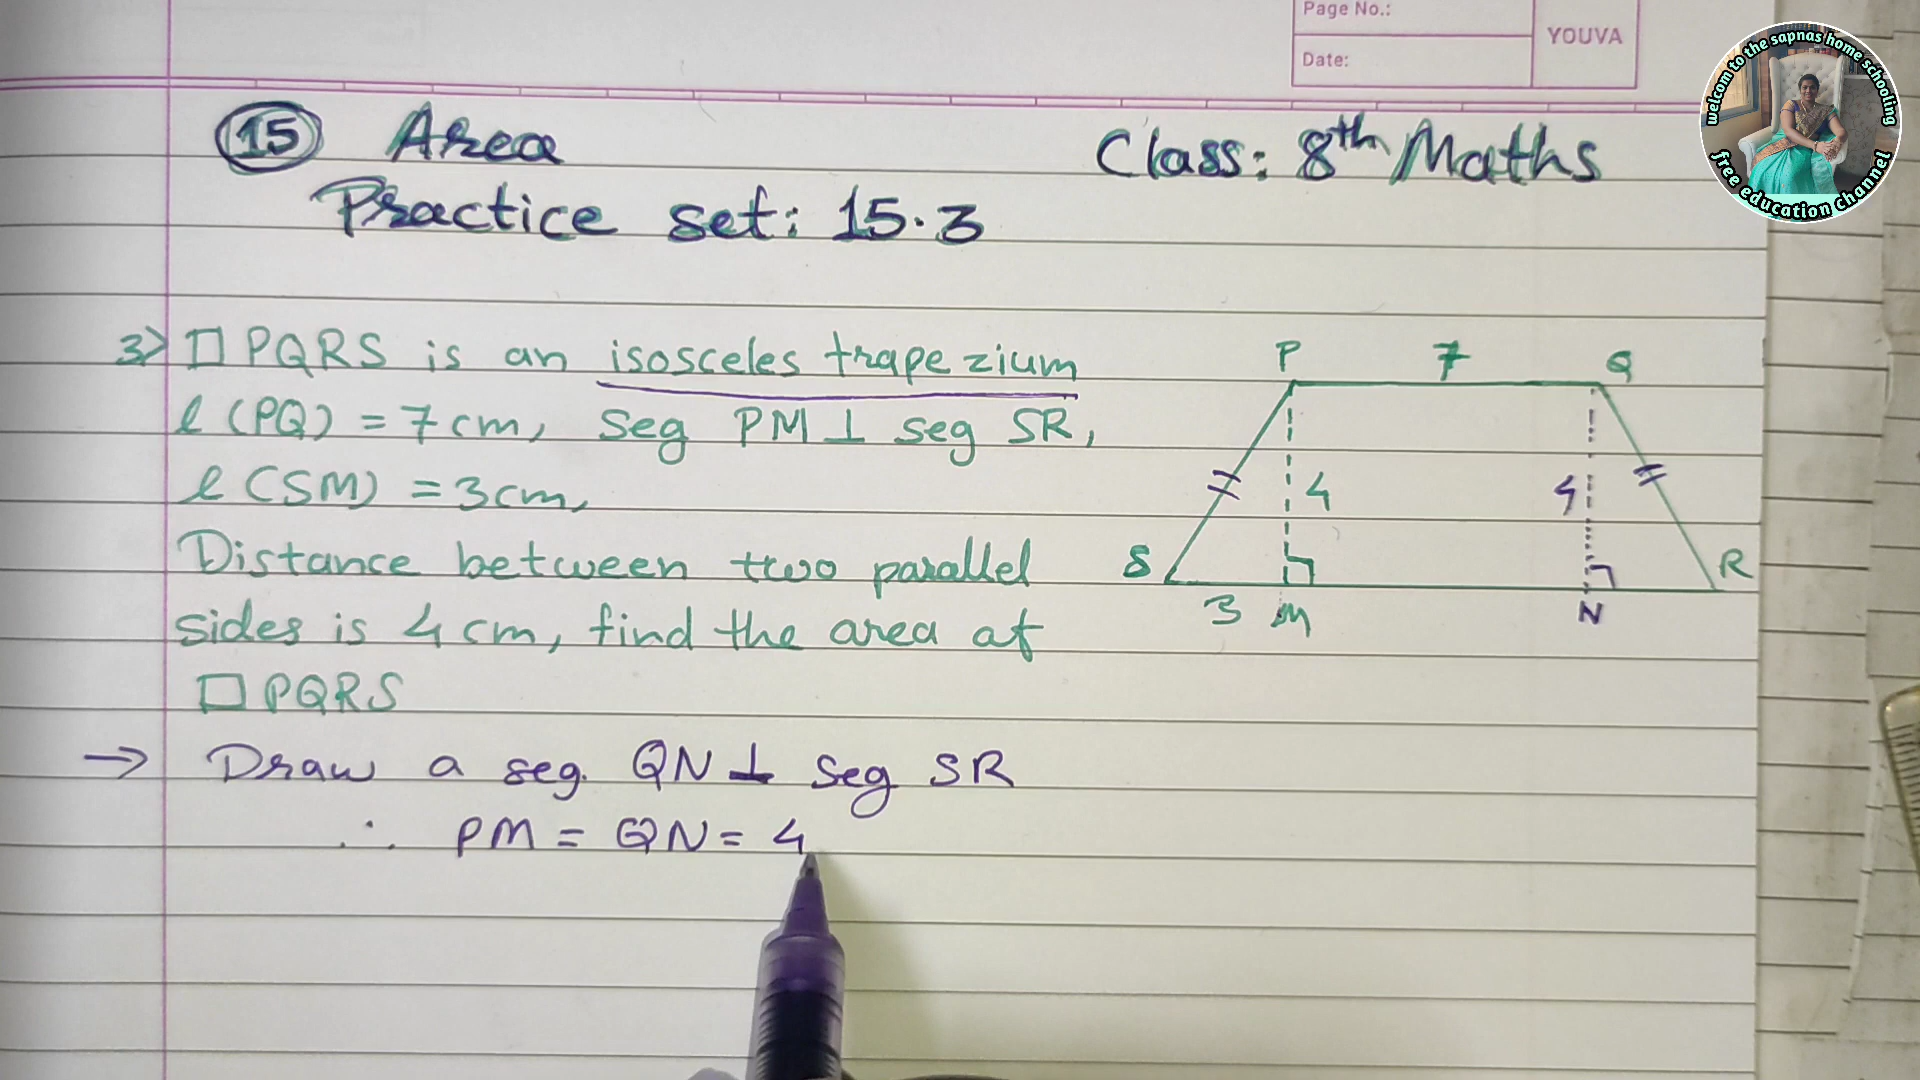 Page No.:
YOUVA
Date:
welcom to the sapnas home schooling
free education channel
15 Area
Class: 8th Maths
Practice set: 15.3
3) □ PQRS is an isosceles trapezium
l (PQ) = 7 cm, seg PM ⊥ seg SR,
l (SM) = 3 cm,
Distance between two parallel
sides is 4 cm, find the area of
□ PQRS
P 7 Q
4 4
S R
3 M N
→ Draw a seg. QN ⊥ seg SR
∴ PM = QN = 4